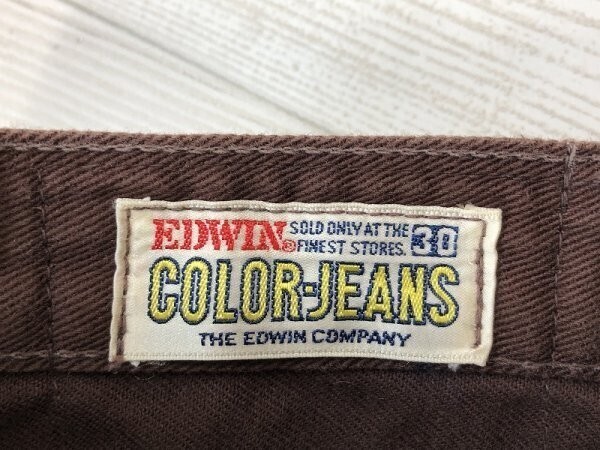 EDWIN® SOLD ONLY AT THE
FINEST STORES. 30
COLOR-JEANS
THE EDWIN COMPANY